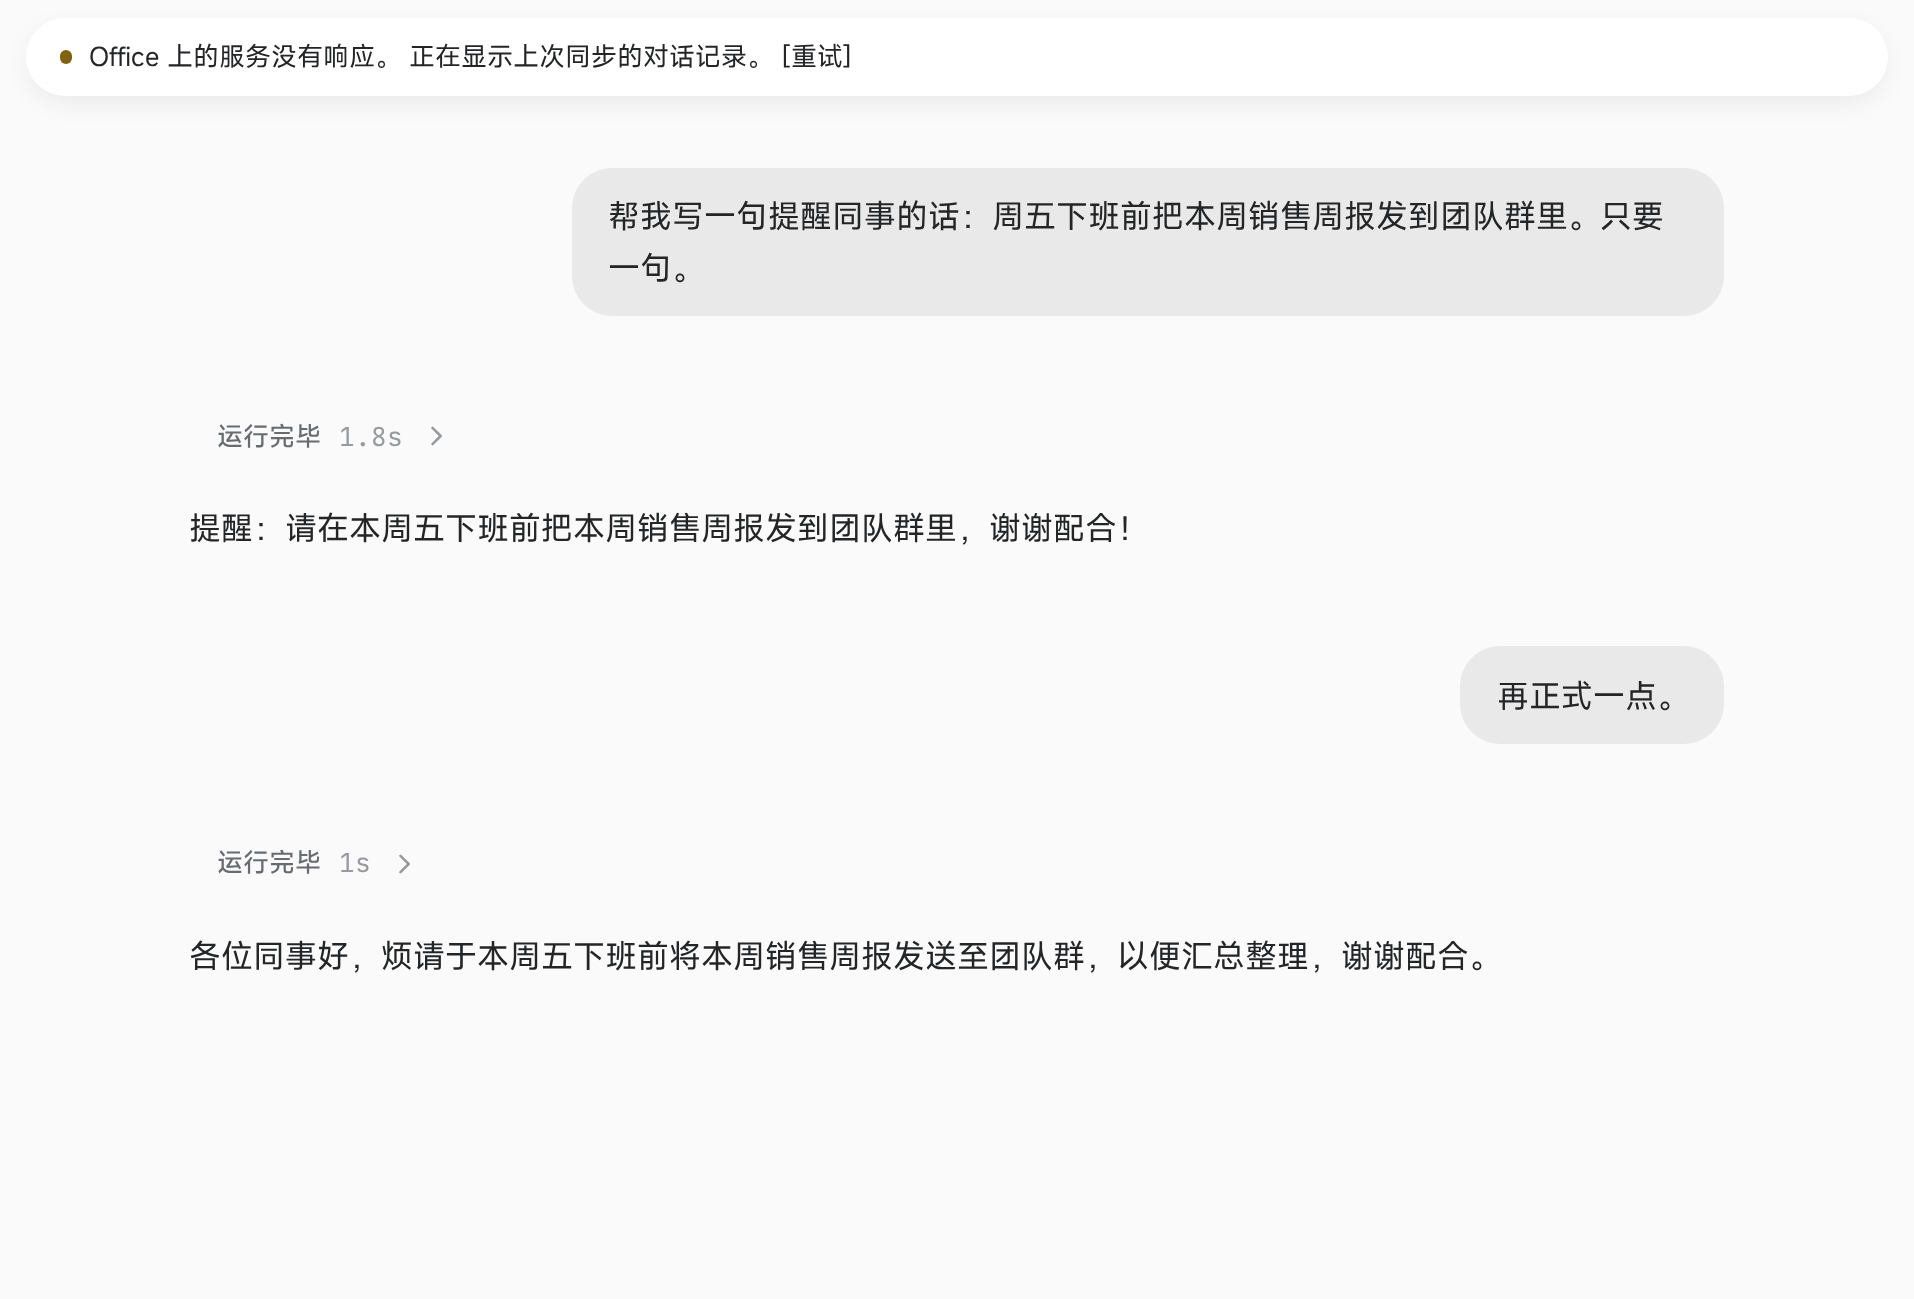 Office 上的服务没有响应。 正在显示上次同步的对话记录。 [重试]
帮我写一句提醒同事的话：周五下班前把本周销售周报发到团队群里。只要
一句。
运行完毕 1.8s
提醒：请在本周五下班前把本周销售周报发到团队群里，谢谢配合！
再正式一点。
运行完毕 1s
各位同事好，烦请于本周五下班前将本周销售周报发送至团队群，以便汇总整理，谢谢配合。